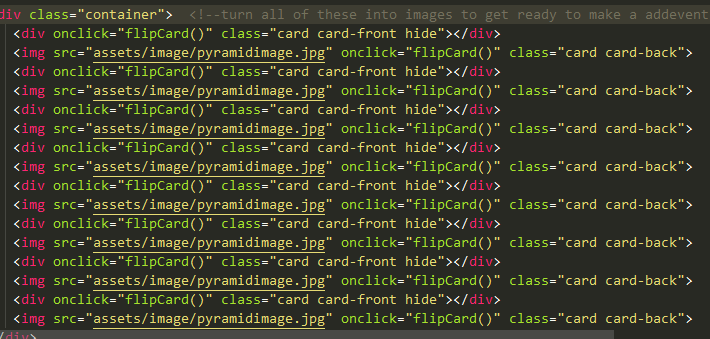 div class="container">  <!--turn all of these into images to get ready to make a addevent
<div onclick="flipCard()" class="card card-front hide"></div>
<img src="assets/image/pyramidimage.jpg" onclick="flipCard()" class="card card-back">
<div onclick="flipCard()" class="card card-front hide"></div>
<img src="assets/image/pyramidimage.jpg" onclick="flipCard()" class="card card-back">
<div onclick="flipCard()" class="card card-front hide"></div>
<img src="assets/image/pyramidimage.jpg" onclick="flipCard()" class="card card-back">
<div onclick="flipCard()" class="card card-front hide"></div>
<img src="assets/image/pyramidimage.jpg" onclick="flipCard()" class="card card-back">
<div onclick="flipCard()" class="card card-front hide"></div>
<img src="assets/image/pyramidimage.jpg" onclick="flipCard()" class="card card-back">
<div onclick="flipCard()" class="card card-front hide"></div>
<img src="assets/image/pyramidimage.jpg" onclick="flipCard()" class="card card-back">
<div onclick="flipCard()" class="card card-front hide"></div>
<img src="assets/image/pyramidimage.jpg" onclick="flipCard()" class="card card-back">
<div onclick="flipCard()" class="card card-front hide"></div>
<img src="assets/image/pyramidimage.jpg" onclick="flipCard()" class="card card-back">
/div>